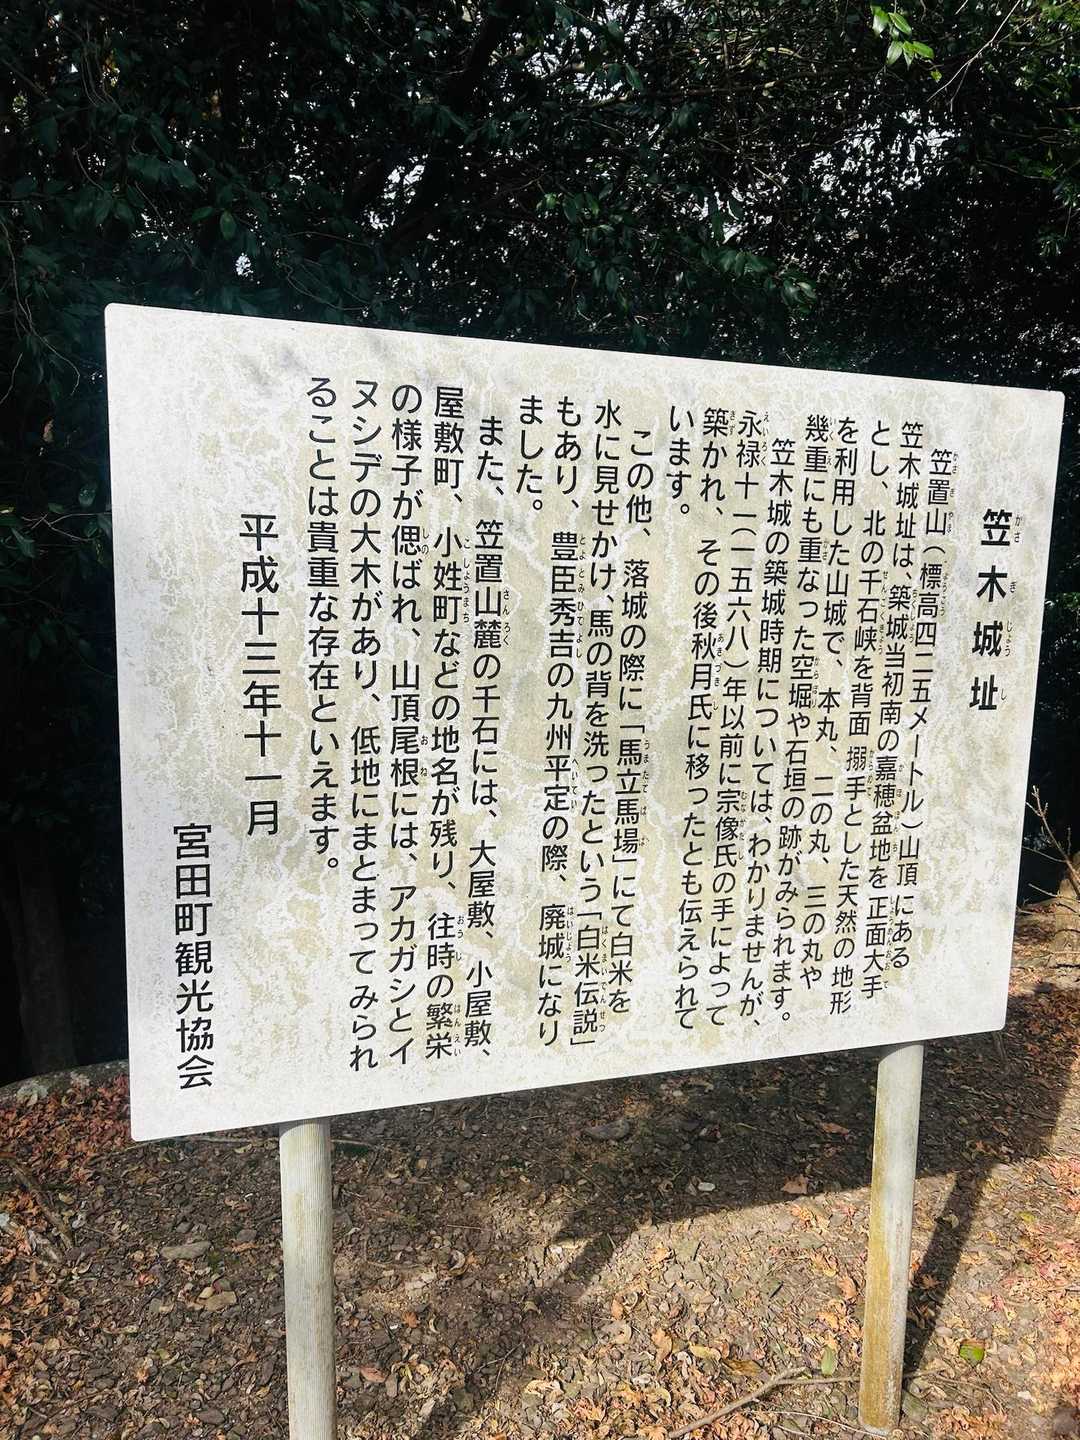 笠木城址
笠置山（標高四二五メートル）山頂にある
笠木城址は、築城当初南の嘉穂盆地を正面大手
とし、北の千石峡を背面搦手とした天然の地形
を利用した山城で、本丸、二の丸、三の丸や
幾重にも重なった空堀や石垣の跡がみられます。
笠木城の築城時期については、わかりませんが、
永禄十一（一五六八）年以前に宗像氏の手によって
築かれ、その後秋月氏に移ったとも伝えられて
います。
この他、落城の際に「馬立馬場」にて白米を
水に見せかけ、馬の背を洗ったという「白米伝説」
もあり、豊臣秀吉の九州平定の際、廃城になり
ました。
また、笠置山麓の千石には、大屋敷、小屋敷、
屋敷町、小姓町などの地名が残り、往時の繁栄
の様子が偲ばれ、山頂尾根には、アカガシとイ
ヌシデの大木があり、低地にまとまってみられ
ることは貴重な存在といえます。
平成十三年十一月
宮田町観光協会